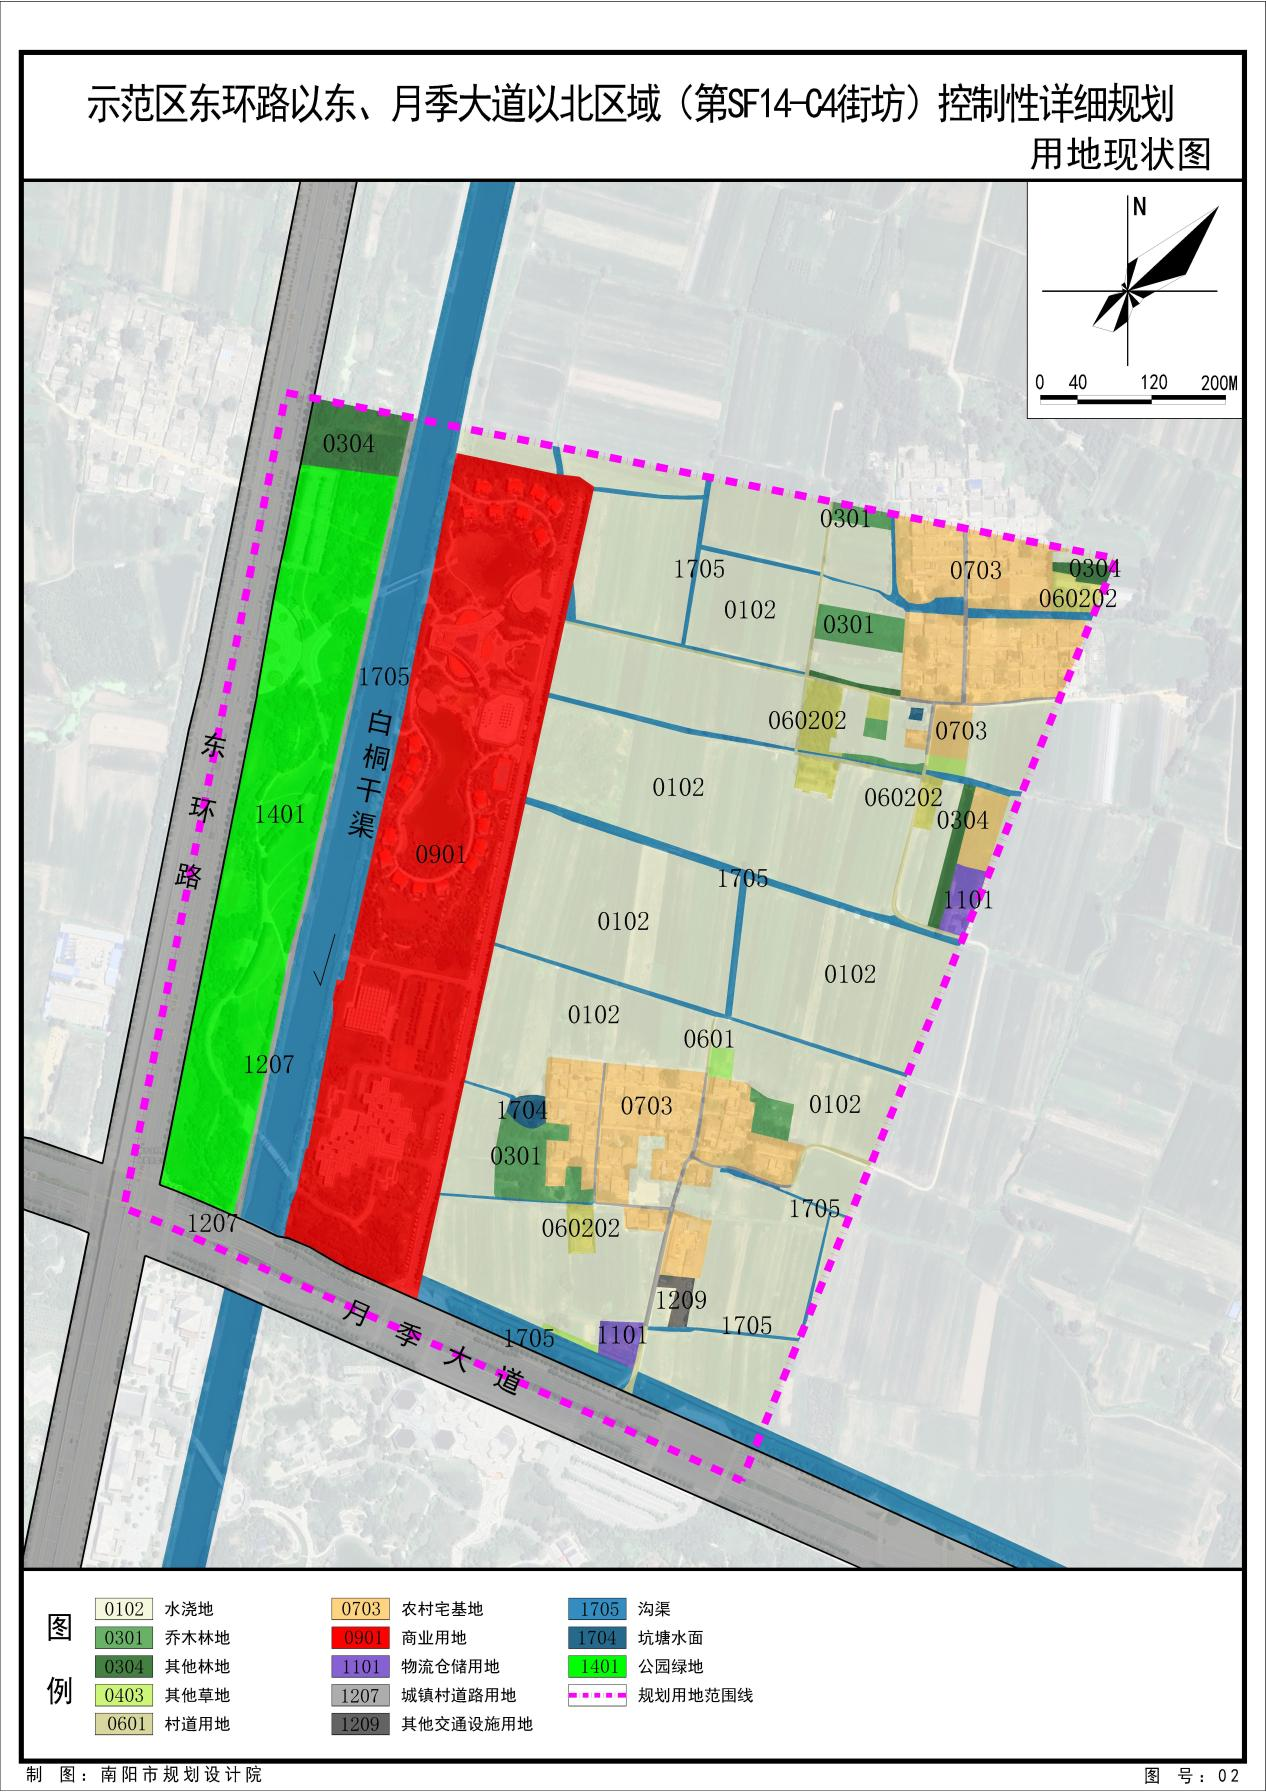 示范区东环路以东、月季大道以北区域（第SF14-C4街坊）控制性详细规划
用地现状图
N
0 40 120 200M
0304
0301
1705
0703
0304
0102
060202
0301
1705
060202
0703
白桐干渠
东环路
0102
060202
1401
0304
0901
1705
1101
0102
0102
0102
0601
1207
1704
0703
0102
0301
1705
1207
060202
1209
月季大道
1705
1101
1705
图例
0102 水浇地
0301 乔木林地
0304 其他林地
0403 其他草地
0601 村道用地
0703 农村宅基地
0901 商业用地
1101 物流仓储用地
1207 城镇村道路用地
1209 其他交通设施用地
1705 沟渠
1704 坑塘水面
1401 公园绿地
规划用地范围线
制 图：南阳市规划设计院
图 号：02